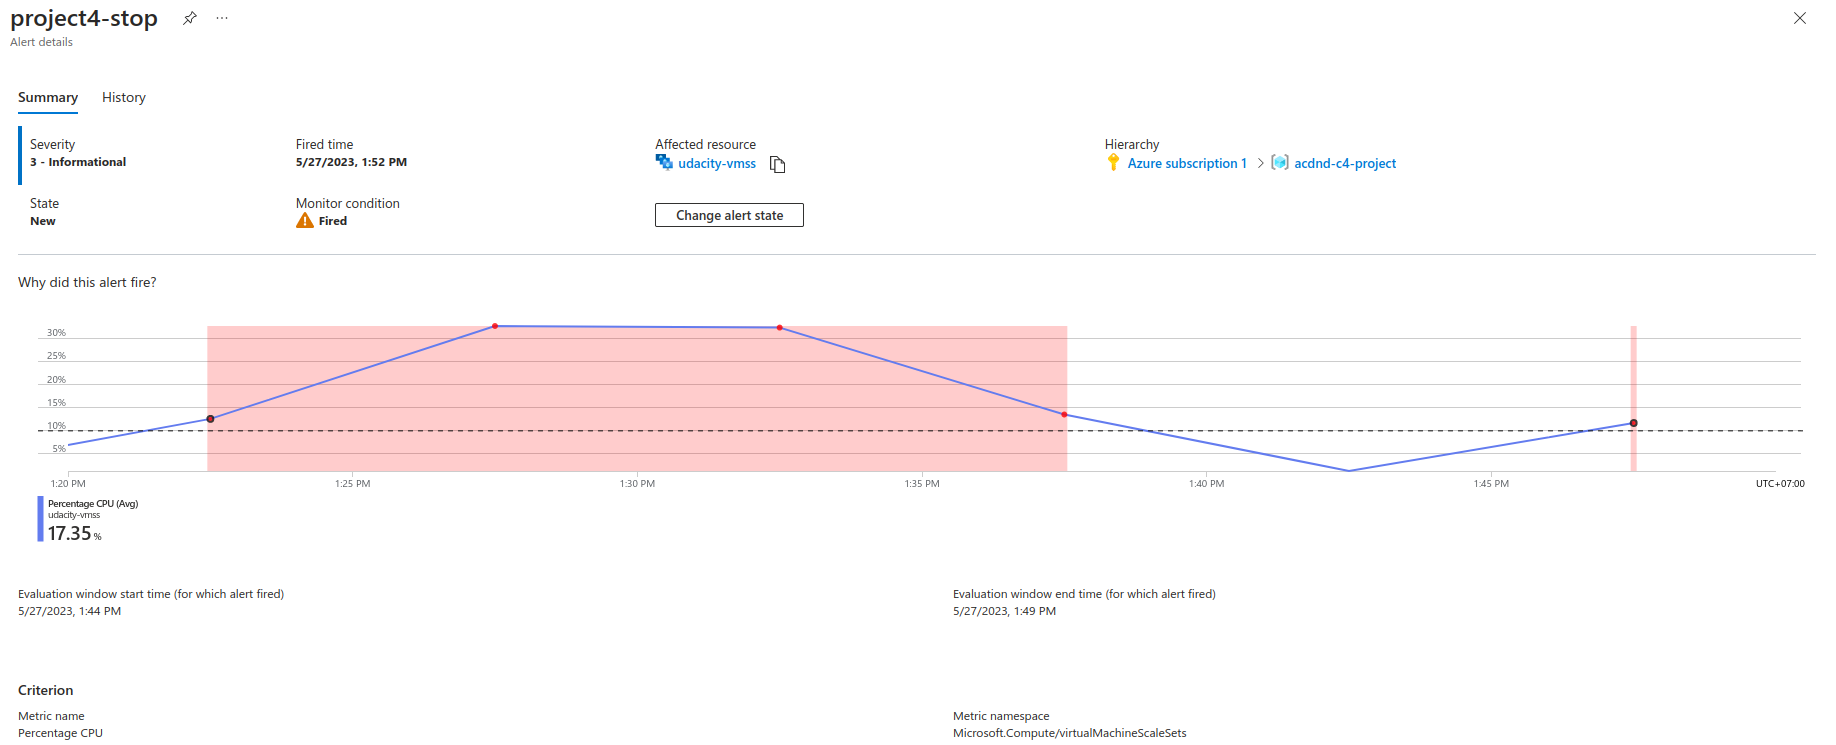 project4-stop ...
Alert details
Summary History
Severity
3 - Informational
Fired time
5/27/2023, 1:52 PM
Affected resource
udacity-vmss
Hierarchy
Azure subscription 1 > acdnd-c4-project
State
New
Monitor condition
Fired
Change alert state
Why did this alert fire?
30%
25%
20%
15%
10%
5%
1:20 PM 1:25 PM 1:30 PM 1:35 PM 1:40 PM 1:45 PM UTC+07:00
Percentage CPU (Avg)
udacity-vmss
17.35 %
Evaluation window start time (for which alert fired)
5/27/2023, 1:44 PM
Evaluation window end time (for which alert fired)
5/27/2023, 1:49 PM
Criterion
Metric name
Percentage CPU
Metric namespace
Microsoft.Compute/virtualMachineScaleSets